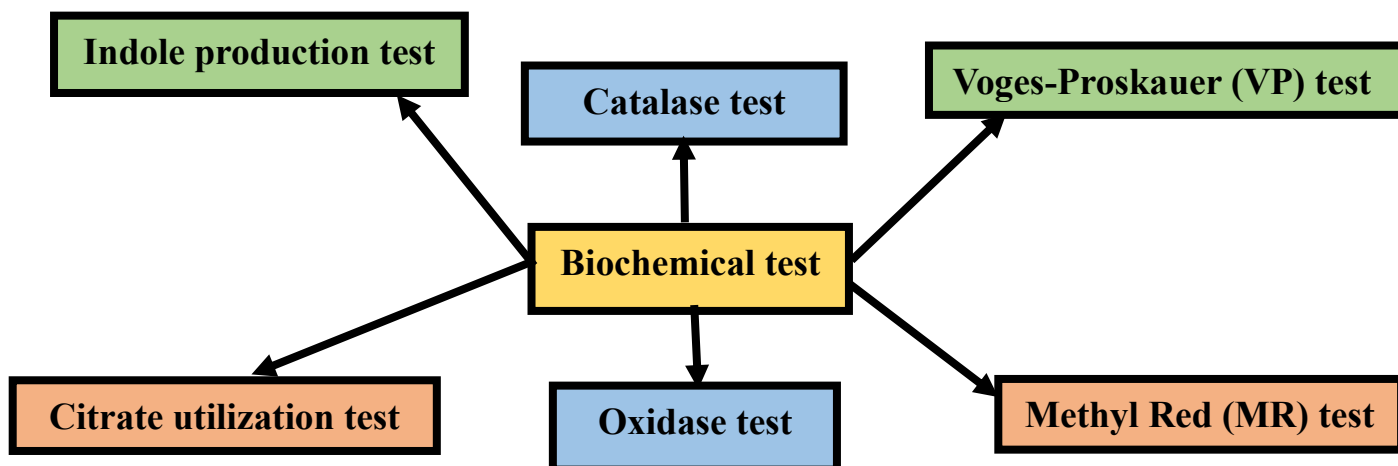 Indole production test
Catalase test
Voges-Proskauer (VP) test
Biochemical test
Citrate utilization test
Oxidase test
Methyl Red (MR) test